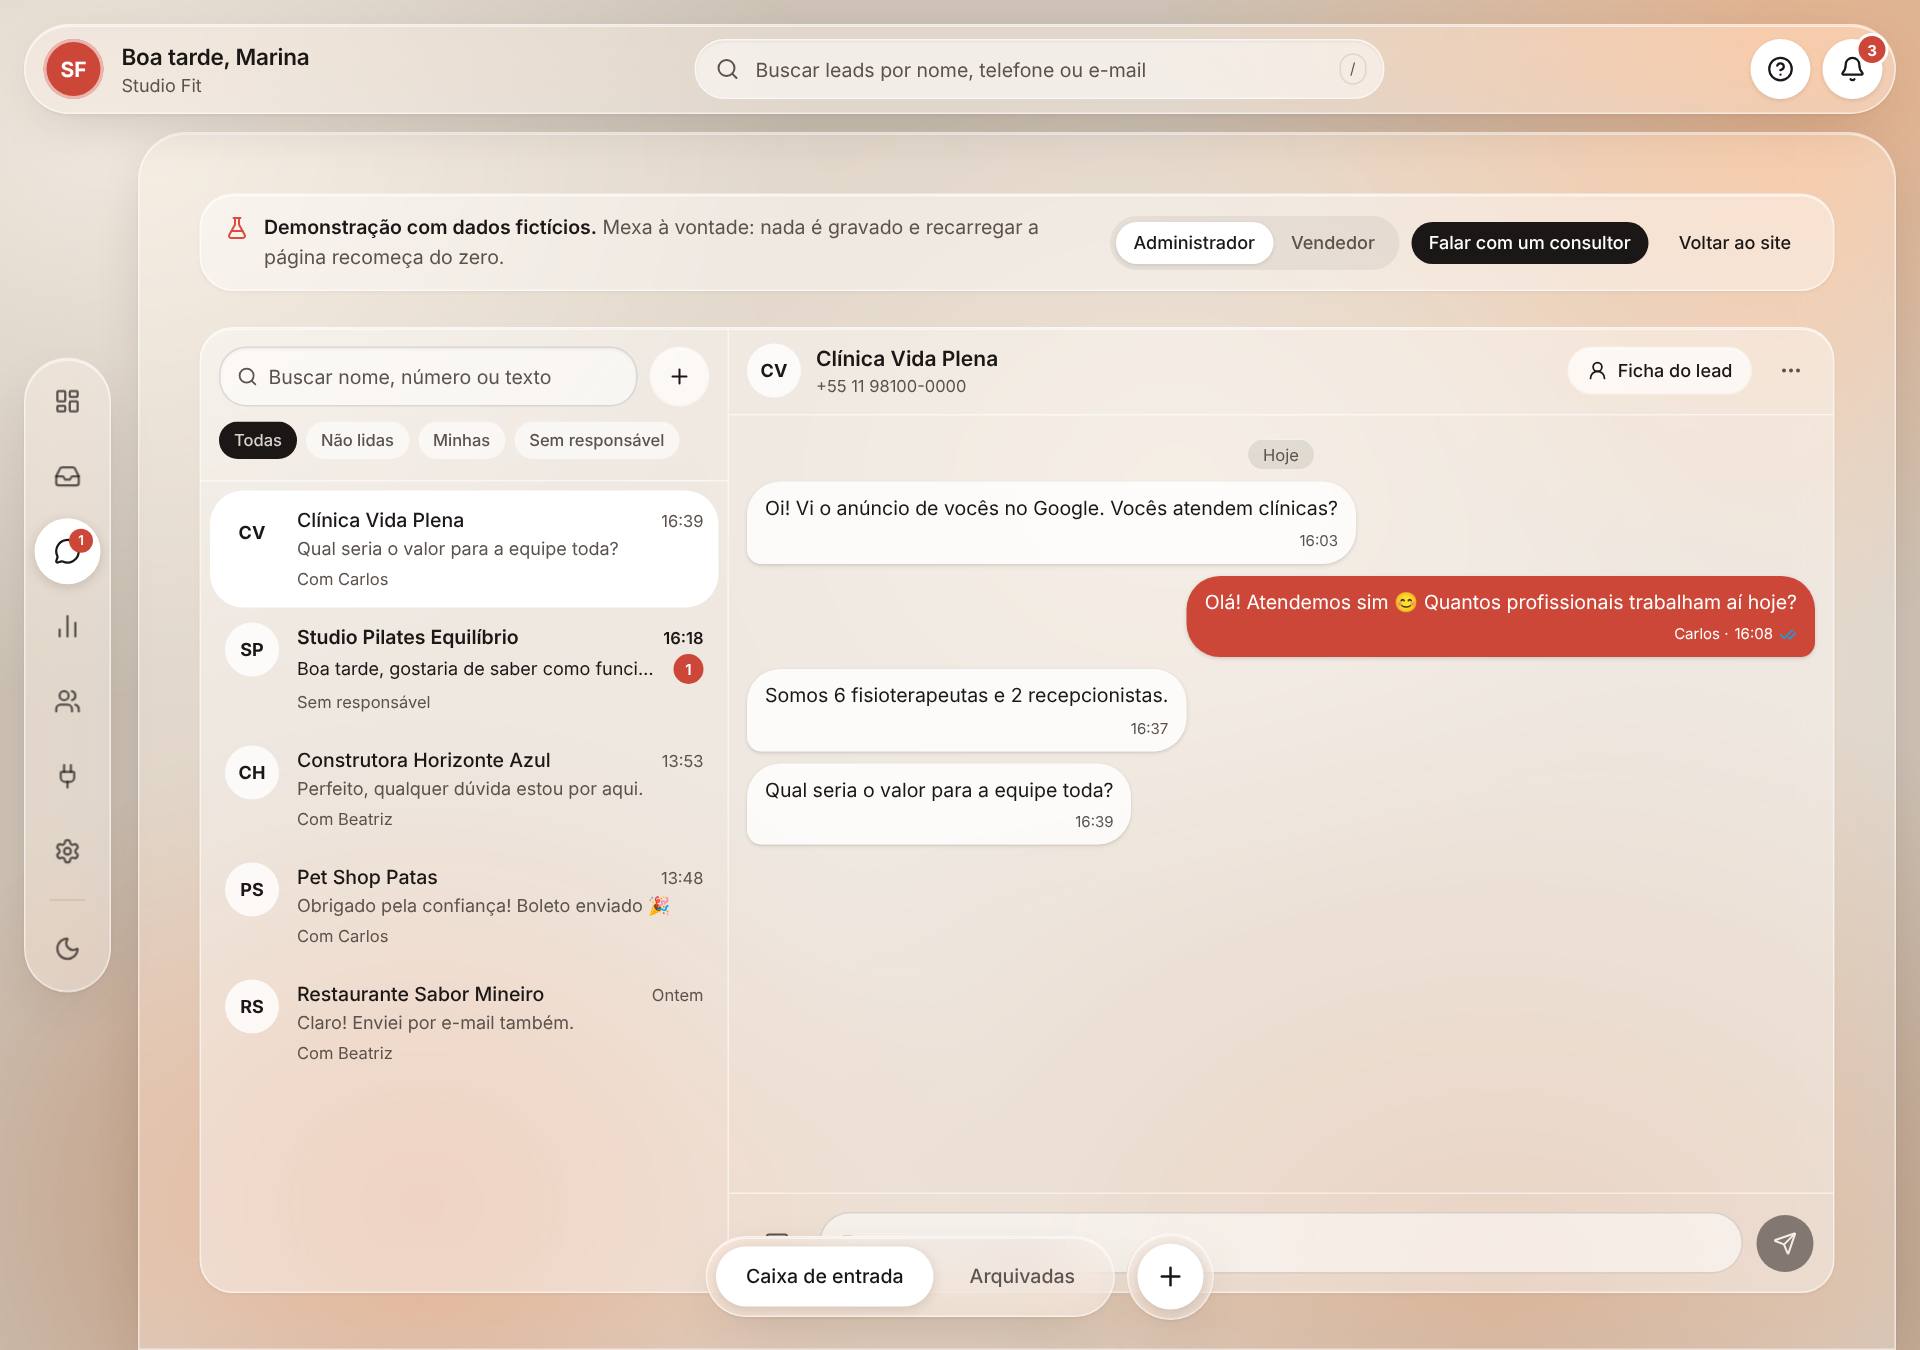 SF
Boa tarde, Marina
Studio Fit
Buscar leads por nome, telefone ou e-mail
/
3
Demonstração com dados fictícios. Mexa à vontade: nada é gravado e recarregar a
página recomeça do zero.
Administrador
Vendedor
Falar com um consultor
Voltar ao site
1
Buscar nome, número ou texto
Todas
Não lidas
Minhas
Sem responsável
CV
Clínica Vida Plena
16:39
Qual seria o valor para a equipe toda?
Com Carlos
SP
Studio Pilates Equilíbrio
16:18
Boa tarde, gostaria de saber como funci...
1
Sem responsável
CH
Construtora Horizonte Azul
13:53
Perfeito, qualquer dúvida estou por aqui.
Com Beatriz
PS
Pet Shop Patas
13:48
Obrigado pela confiança! Boleto enviado 🎉
Com Carlos
RS
Restaurante Sabor Mineiro
Ontem
Claro! Enviei por e-mail também.
Com Beatriz
CV
Clínica Vida Plena
+55 11 98100-0000
Ficha do lead
Hoje
Oi! Vi o anúncio de vocês no Google. Vocês atendem clínicas?
16:03
Olá! Atendemos sim 😊 Quantos profissionais trabalham aí hoje?
Carlos · 16:08
Somos 6 fisioterapeutas e 2 recepcionistas.
16:37
Qual seria o valor para a equipe toda?
16:39
Caixa de entrada
Arquivadas